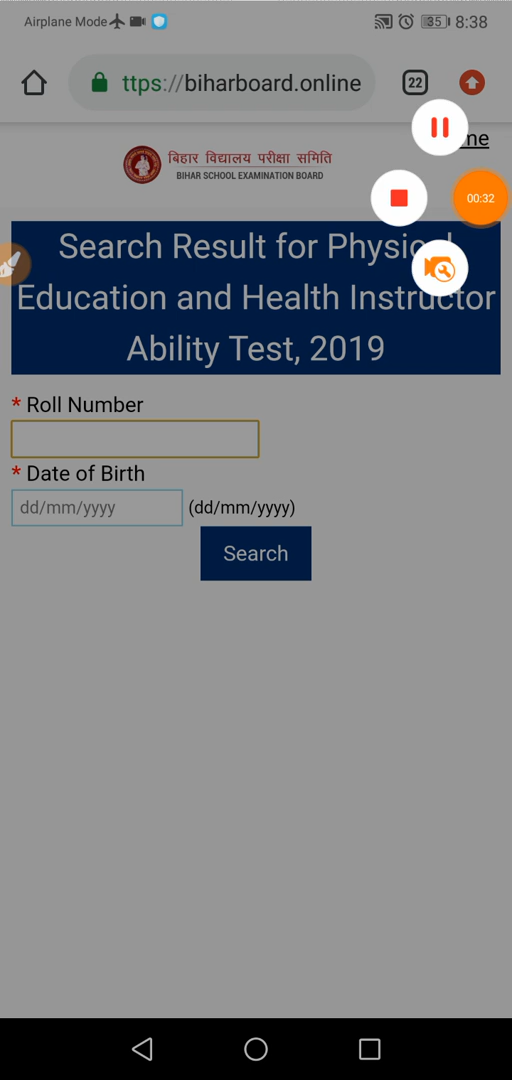 Airplane Mode 35 8:38
ttps://biharboard.online 22
me
बिहार विद्यालय परीक्षा समिति
BIHAR SCHOOL EXAMINATION BOARD
00:32
Search Result for
Education and Health Instructor
Ability Test, 2019
* Roll Number
* Date of Birth
dd/mm/yyyy (dd/mm/yyyy)
Search